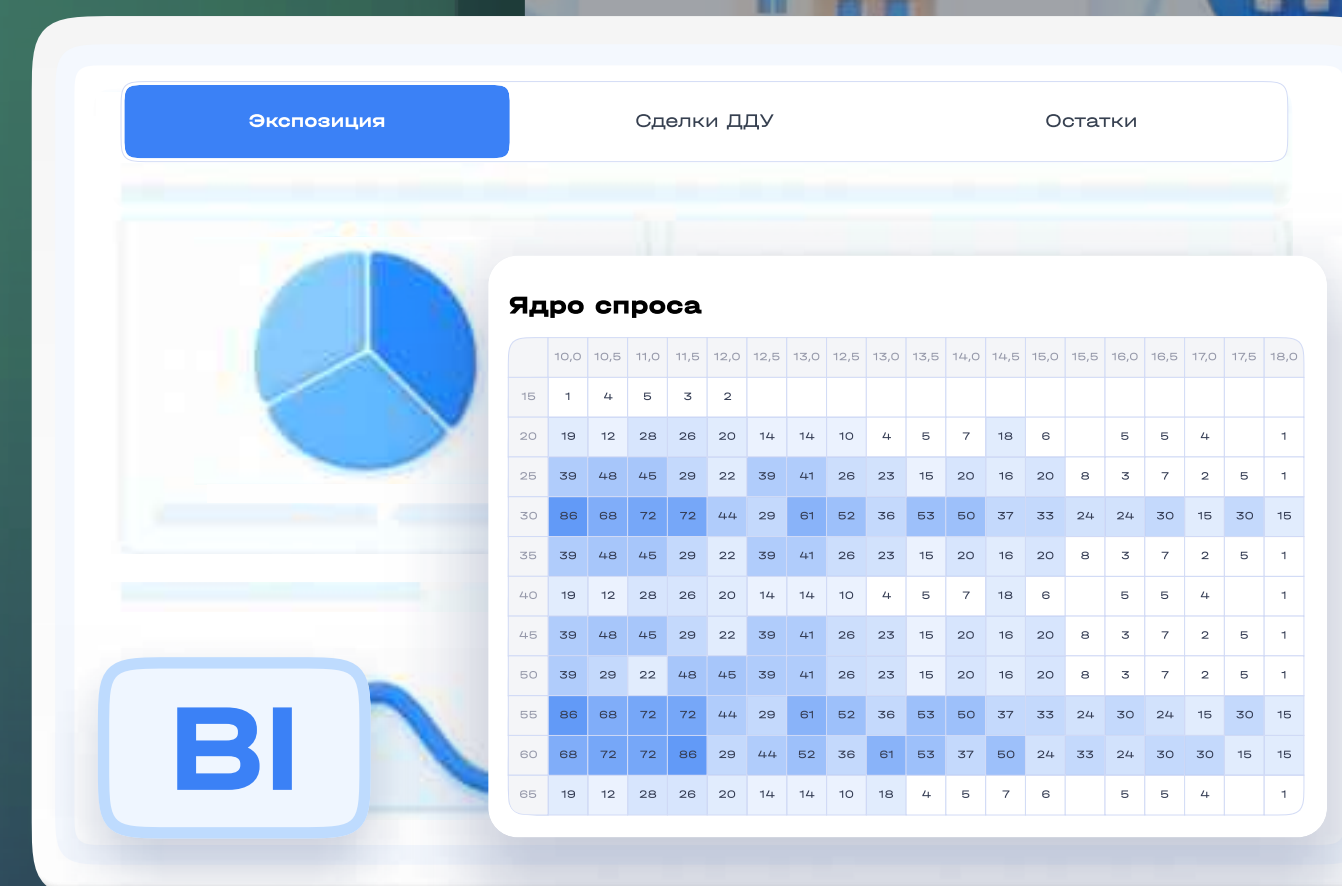 Экспозиция Сделки ДДУ Остатки
Ядро спроса
10,0 10,5 11,0 11,5 12,0 12,5 13,0 12,5 13,0 13,5 14,0 14,5 15,0 15,5 16,0 16,5 17,0 17,5 18,0
15 1 4 5 3 2
20 19 12 28 26 20 14 14 10 4 5 7 18 6 5 5 4 1
25 39 48 45 29 22 39 41 26 23 15 20 16 20 8 3 7 2 5 1
30 86 68 72 72 44 29 61 52 36 53 50 37 33 24 24 30 15 30 15
35 39 48 45 29 22 39 41 26 23 15 20 16 20 8 3 7 2 5 1
40 19 12 28 26 20 14 14 10 4 5 7 18 6 5 5 4 1
45 39 48 45 29 22 39 41 26 23 15 20 16 20 8 3 7 2 5 1
50 39 29 22 48 45 39 41 26 23 15 20 16 20 8 3 7 2 5 1
55 86 68 72 72 44 29 61 52 36 53 50 37 33 24 30 24 15 30 15
60 68 72 72 86 29 44 52 36 61 53 37 50 24 33 24 30 30 15 15
65 19 12 28 26 20 14 14 10 18 4 5 7 6 5 5 4 1
BI